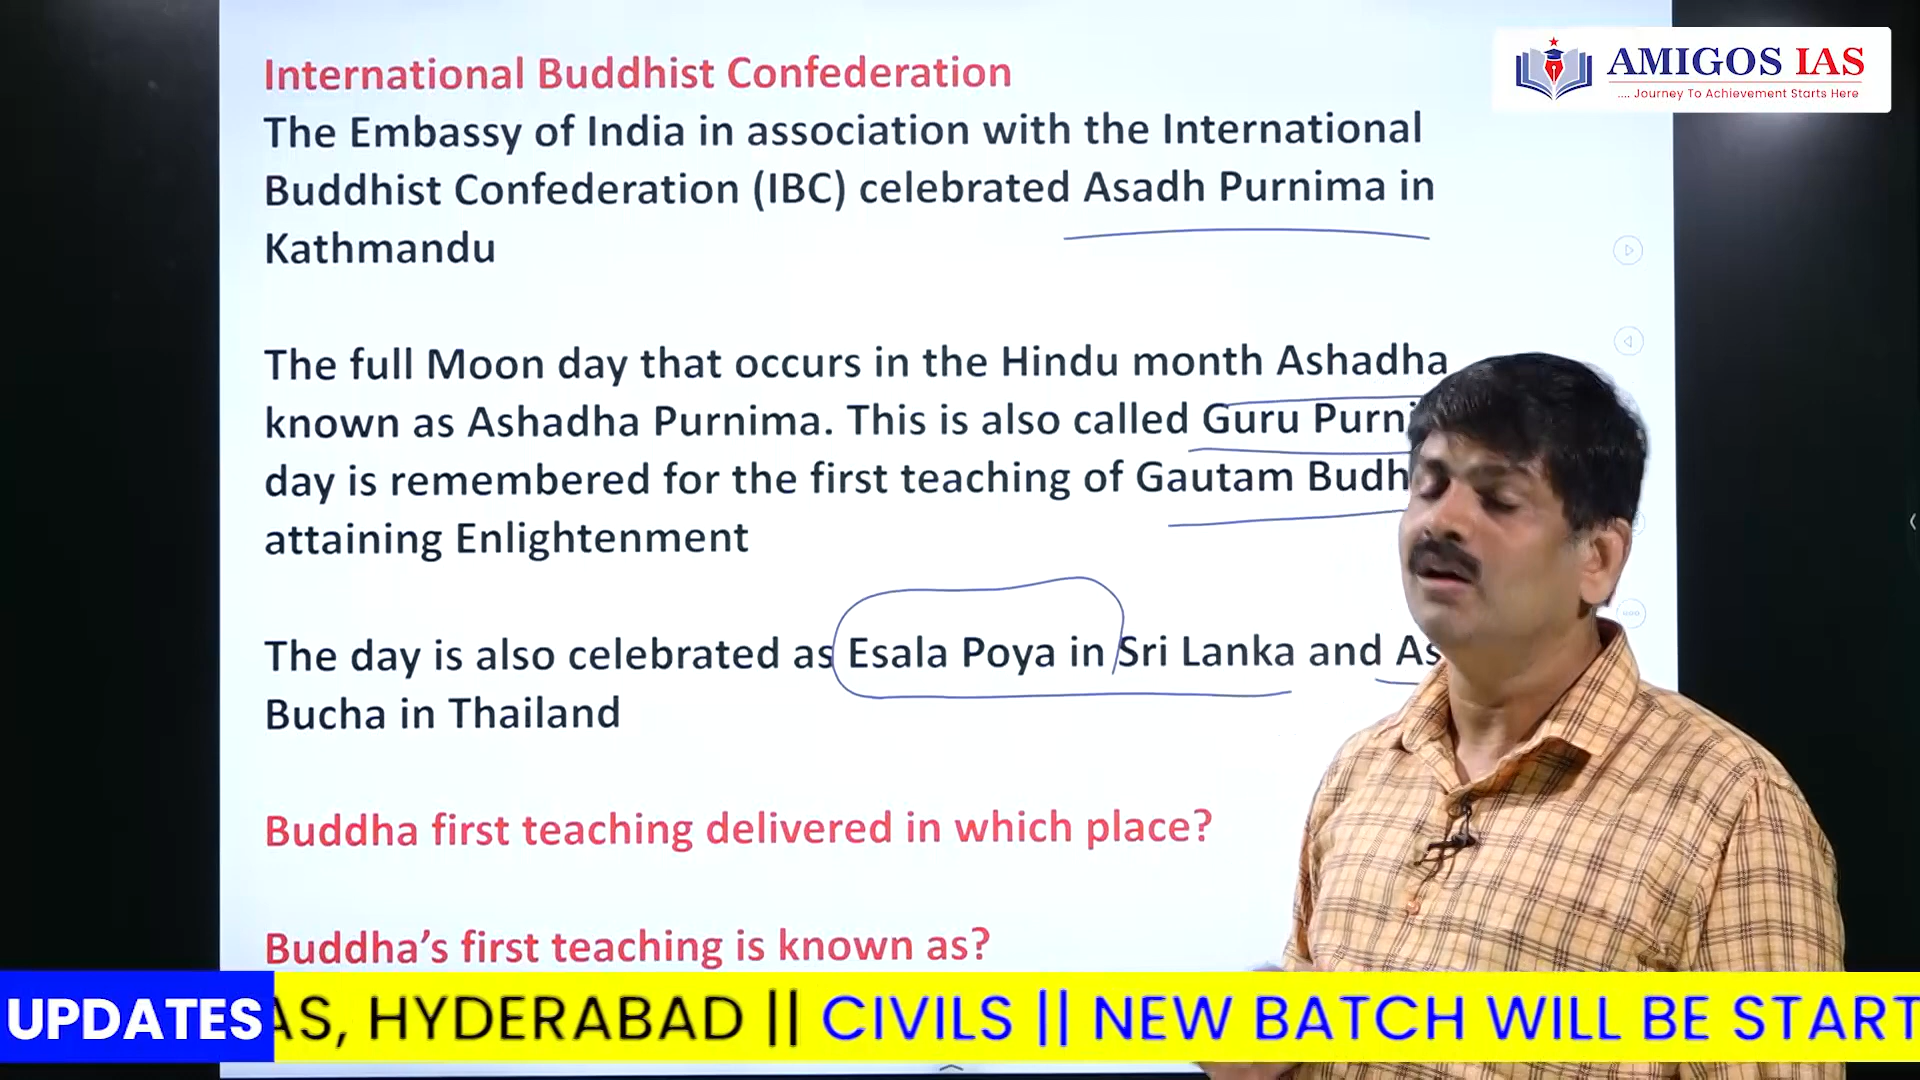 International Buddhist Confederation
The Embassy of India in association with the International
Buddhist Confederation (IBC) celebrated Asadh Purnima in
Kathmandu
The full Moon day that occurs in the Hindu month Ashadha
known as Ashadha Purnima. This is also called Guru
day is remembered for the first teaching of Gautam
attaining Enlightenment
The day is also celebrated as Esala Poya in Sri Lanka and
Bucha in Thailand
Buddha first teaching delivered in which place?
Buddha’s first teaching is known as?
AMIGOS IAS
.... Journey To Achievement Starts Here
UPDATES
AS, HYDERABAD || CIVILS || NEW BATCH WILL BE START